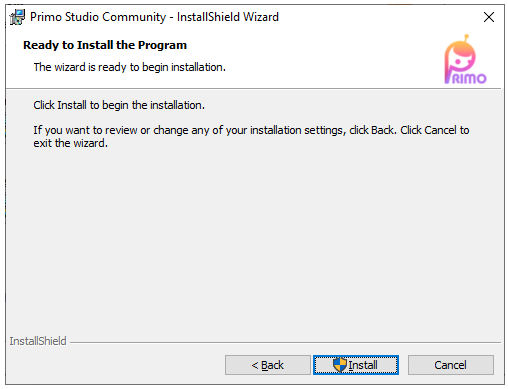 Primo Studio Community - InstallShield Wizard
Ready to Install the Program
The wizard is ready to begin installation.
PRIMO
Click Install to begin the installation.
If you want to review or change any of your installation settings, click Back. Click Cancel to
exit the wizard.
InstallShield
< Back
Install
Cancel